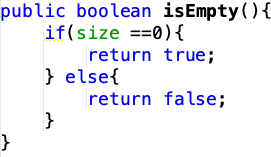 public boolean isEmpty(){
    if(size ==0){
        return true;
    } else{
        return false;
    }
}